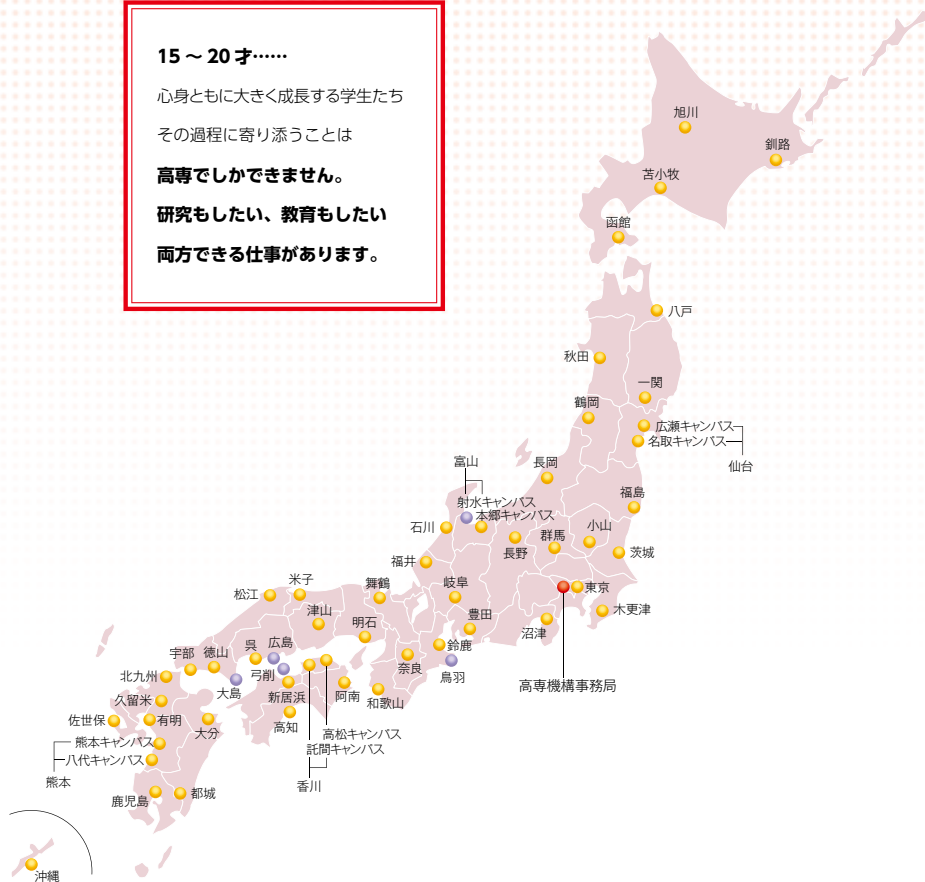 15 ~ 20 才……
心身ともに大きく成長する学生たち
その過程に寄り添うことは
高専でしかできません。
研究もしたい、教育もしたい
両方できる仕事があります。
旭川
釧路
苫小牧
函館
八戸
秋田
一関
鶴岡
広瀬キャンパス
名取キャンパス
仙台
富山
長岡
射水キャンパス
本郷キャンパス
福島
石川
小山
群馬
長野
茨城
福井
岐阜
東京
木更津
米子
松江
舞鶴
津山
明石
豊田
沼津
鈴鹿
鳥羽
高専機構事務局
呉
広島
宇部
徳山
弓削
奈良
北九州
大島
新居浜
阿南
和歌山
久留米
佐世保
有明
大分
高知
高松キャンパス
託間キャンパス
香川
熊本キャンパス
八代キャンパス
熊本
鹿児島
都城
沖縄